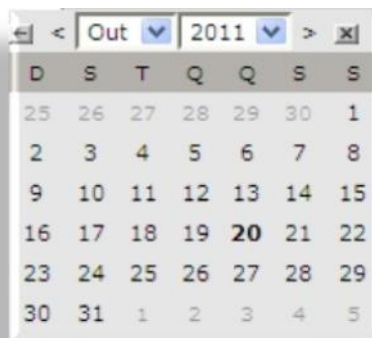 < Out 2011 > x
D S T Q Q S S
25 26 27 28 29 30 1
2 3 4 5 6 7 8
9 10 11 12 13 14 15
16 17 18 19 20 21 22
23 24 25 26 27 28 29
30 31 1 2 3 4 5